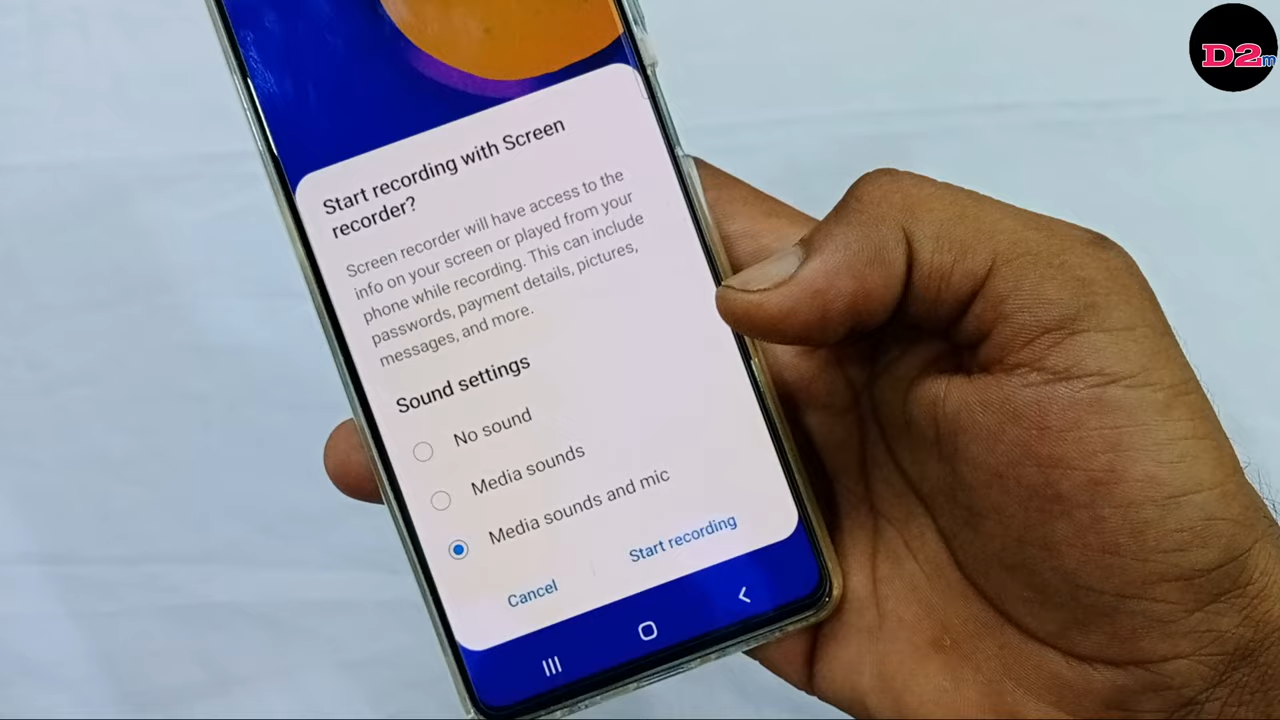 D2m
Start recording with Screen
recorder?
Screen recorder will have access to the
info on your screen or played from your
phone while recording. This can include
passwords, payment details, pictures,
messages, and more.
Sound settings
No sound
Media sounds
Media sounds and mic
Cancel
Start recording